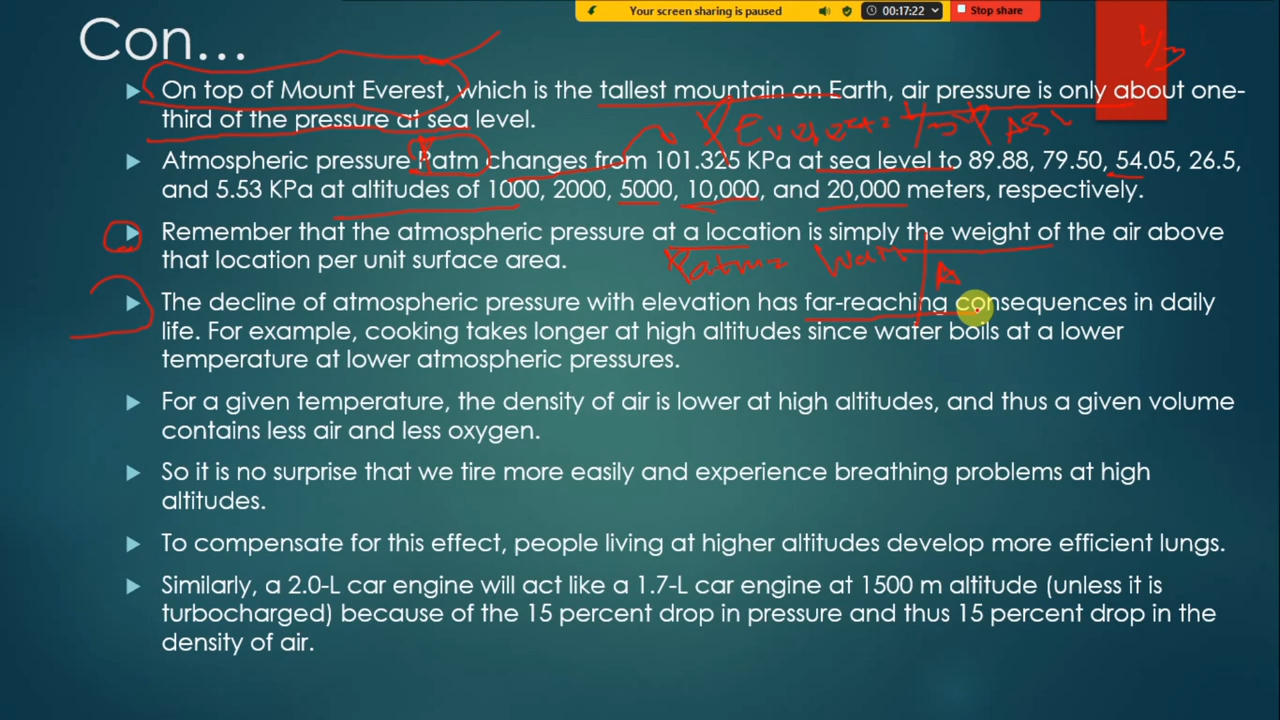 Your screen sharing is paused
00:17:22
Stop share
Con…
1/3
On top of Mount Everest, which is the tallest mountain on Earth, air pressure is only about one-
third of the pressure at sea level.
P Everest = 1/3 P ASL
Atmospheric pressure Patm changes from 101.325 KPa at sea level to 89.88, 79.50, 54.05, 26.5,
and 5.53 KPa at altitudes of 1000, 2000, 5000, 10,000, and 20,000 meters, respectively.
Remember that the atmospheric pressure at a location is simply the weight of the air above
that location per unit surface area.
Patm =
A
The decline of atmospheric pressure with elevation has far-reaching consequences in daily
life. For example, cooking takes longer at high altitudes since water boils at a lower
temperature at lower atmospheric pressures.
For a given temperature, the density of air is lower at high altitudes, and thus a given volume
contains less air and less oxygen.
So it is no surprise that we tire more easily and experience breathing problems at high
altitudes.
To compensate for this effect, people living at higher altitudes develop more efficient lungs.
Similarly, a 2.0-L car engine will act like a 1.7-L car engine at 1500 m altitude (unless it is
turbocharged) because of the 15 percent drop in pressure and thus 15 percent drop in the
density of air.